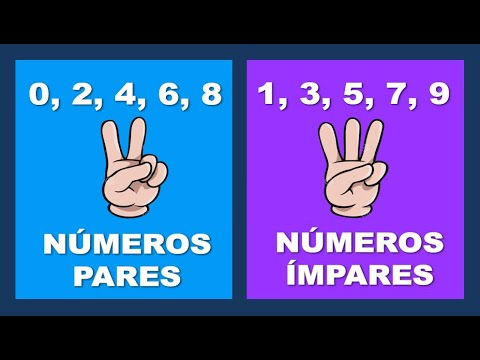 0, 2, 4, 6, 8
NÚMEROS
PARES
1, 3, 5, 7, 9
NÚMEROS
ÍMPARES